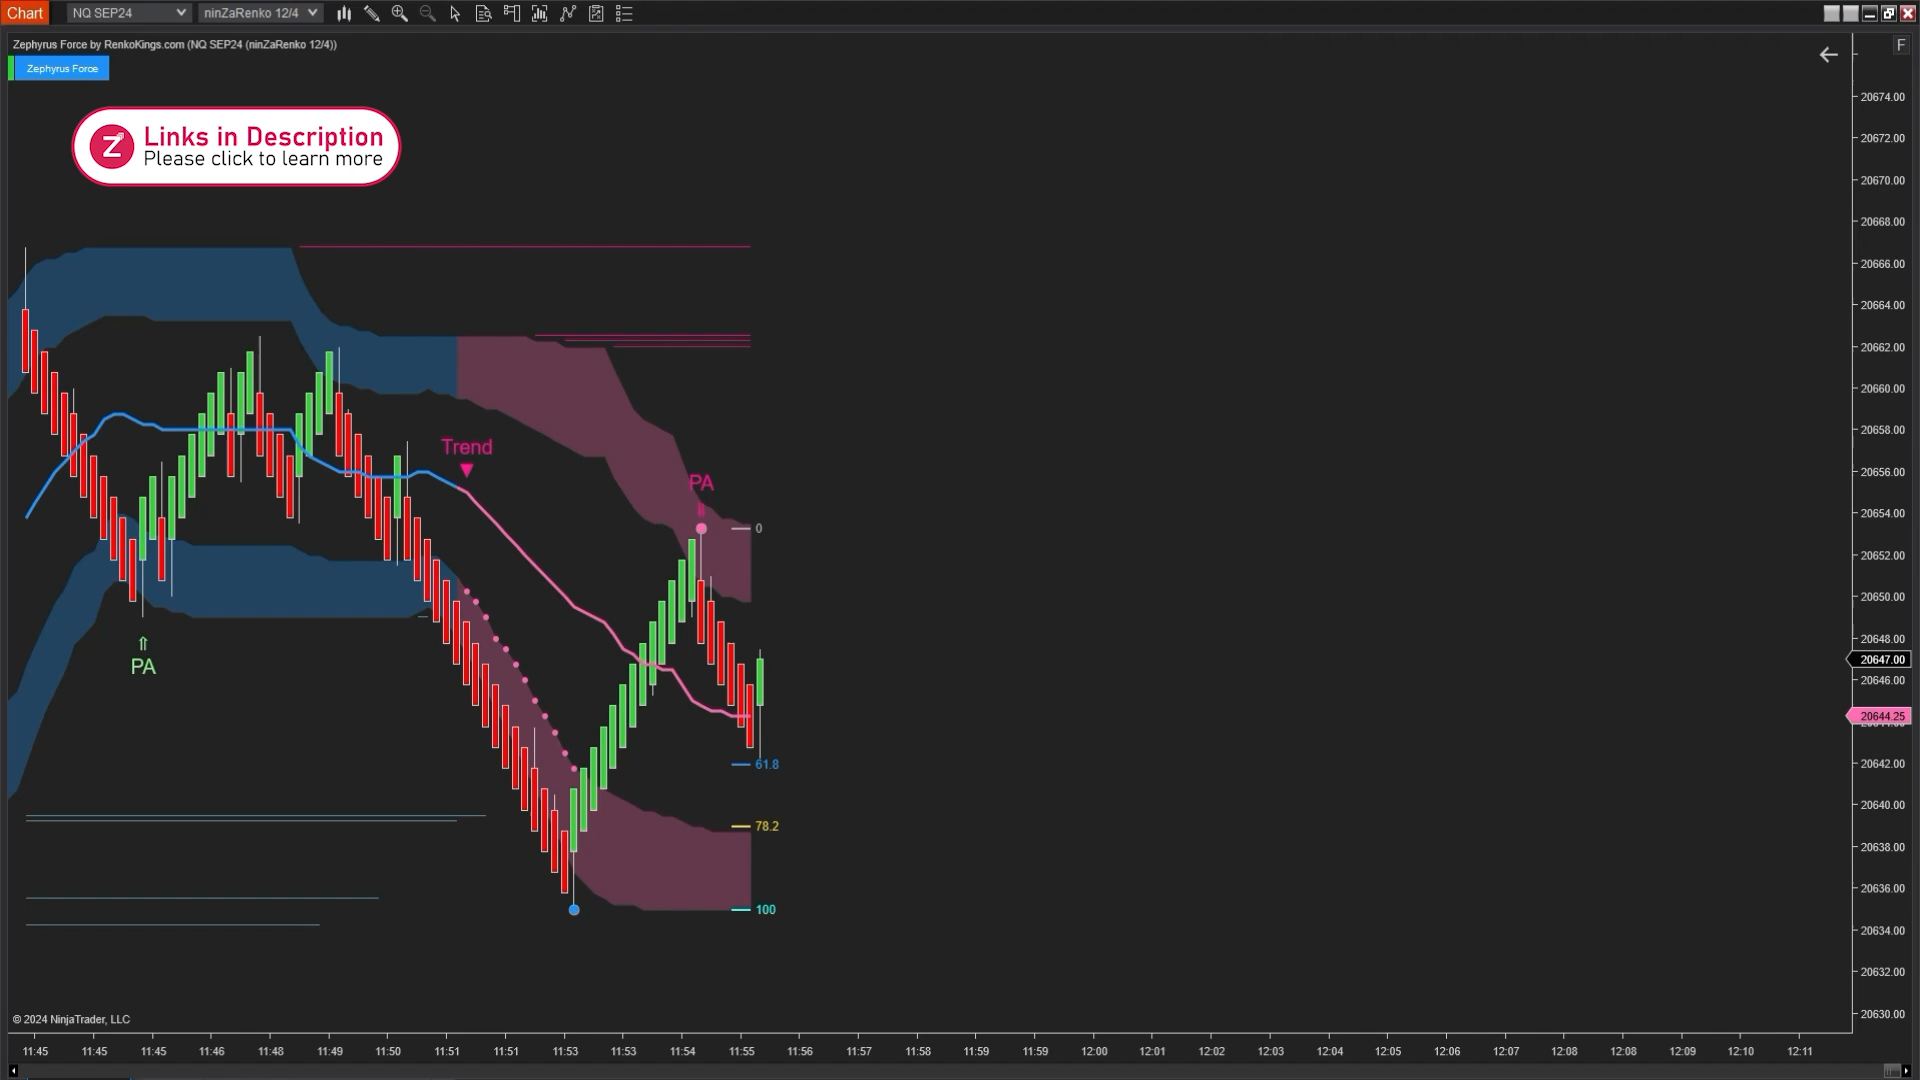 Chart NQ SEP24 ninZaRenko 12/4
Zephyrus Force by RenkoKings.com (NQ SEP24 (ninZaRenko 12/4))
F
Zephyrus Force
Links in Description
Please click to learn more
Z
20674.00
20672.00
20670.00
20668.00
20666.00
20664.00
20662.00
20660.00
20658.00
Trend
20656.00
PA
20654.00
0
20652.00
20650.00
20648.00
PA
20647.00
20646.00
20644.25
61.8
20642.00
20640.00
78.2
20638.00
20636.00
100
20634.00
20632.00
20630.00
© 2024 NinjaTrader, LLC
11:45 11:45 11:45 11:46 11:48 11:49 11:50 11:51 11:51 11:53 11:53 11:54 11:55 11:56 11:57 11:58 11:59 11:59 12:00 12:01 12:02 12:03 12:04 12:05 12:06 12:07 12:08 12:08 12:09 12:10 12:11